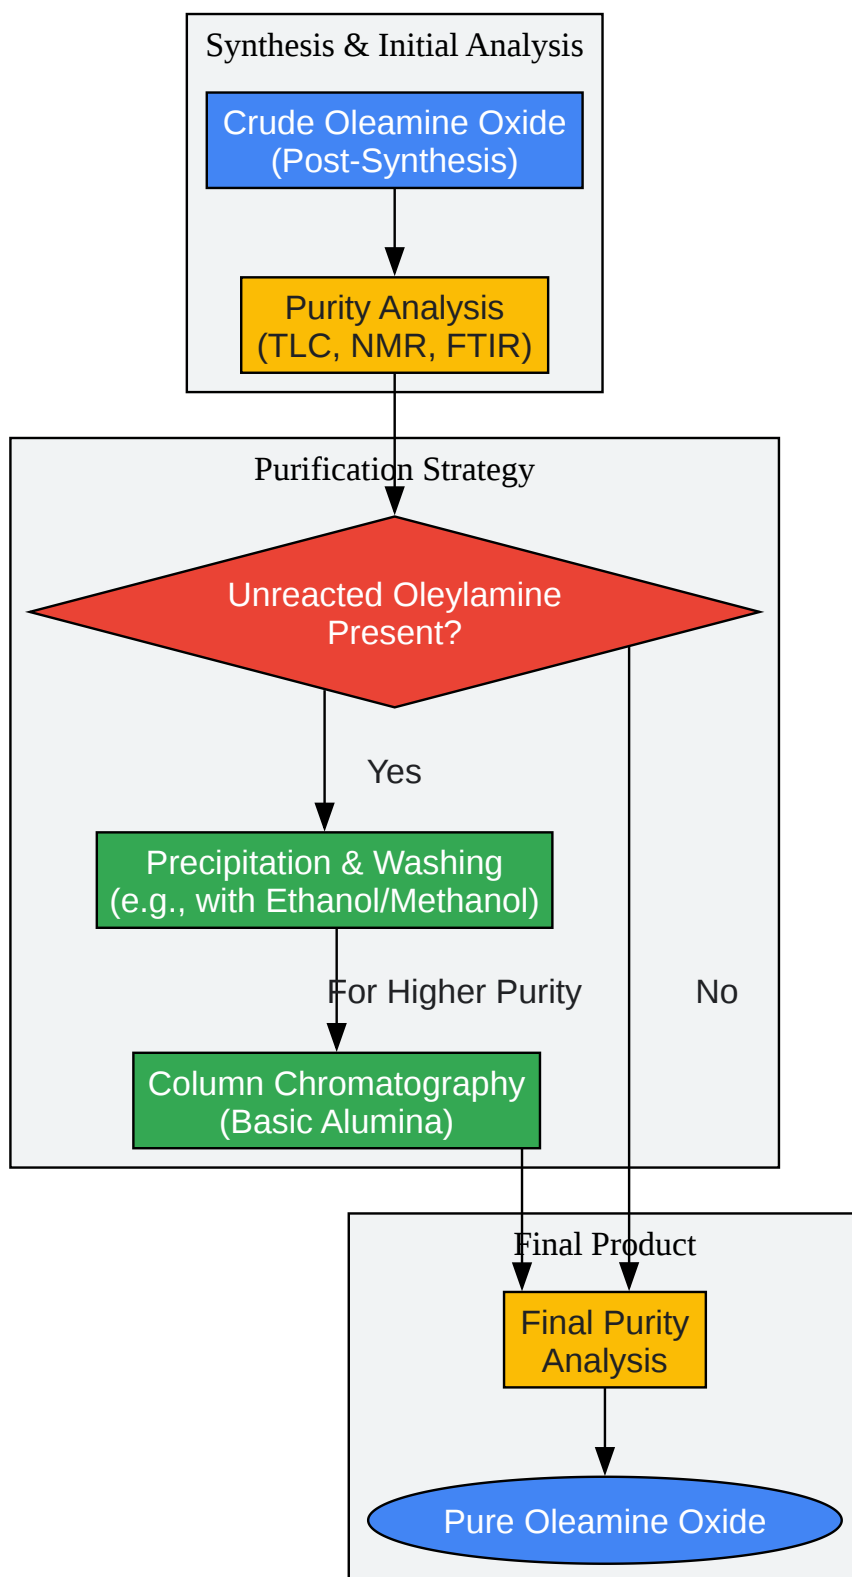 Synthesis & Initial Analysis
Crude Oleamine Oxide
(Post-Synthesis)
Purity Analysis
(TLC, NMR, FTIR)
Purification Strategy
Unreacted Oleylamine
Present?
Yes
Precipitation & Washing
(e.g., with Ethanol/Methanol)
For Higher Purity
No
Column Chromatography
(Basic Alumina)
Final Product
Final Purity
Analysis
Pure Oleamine Oxide